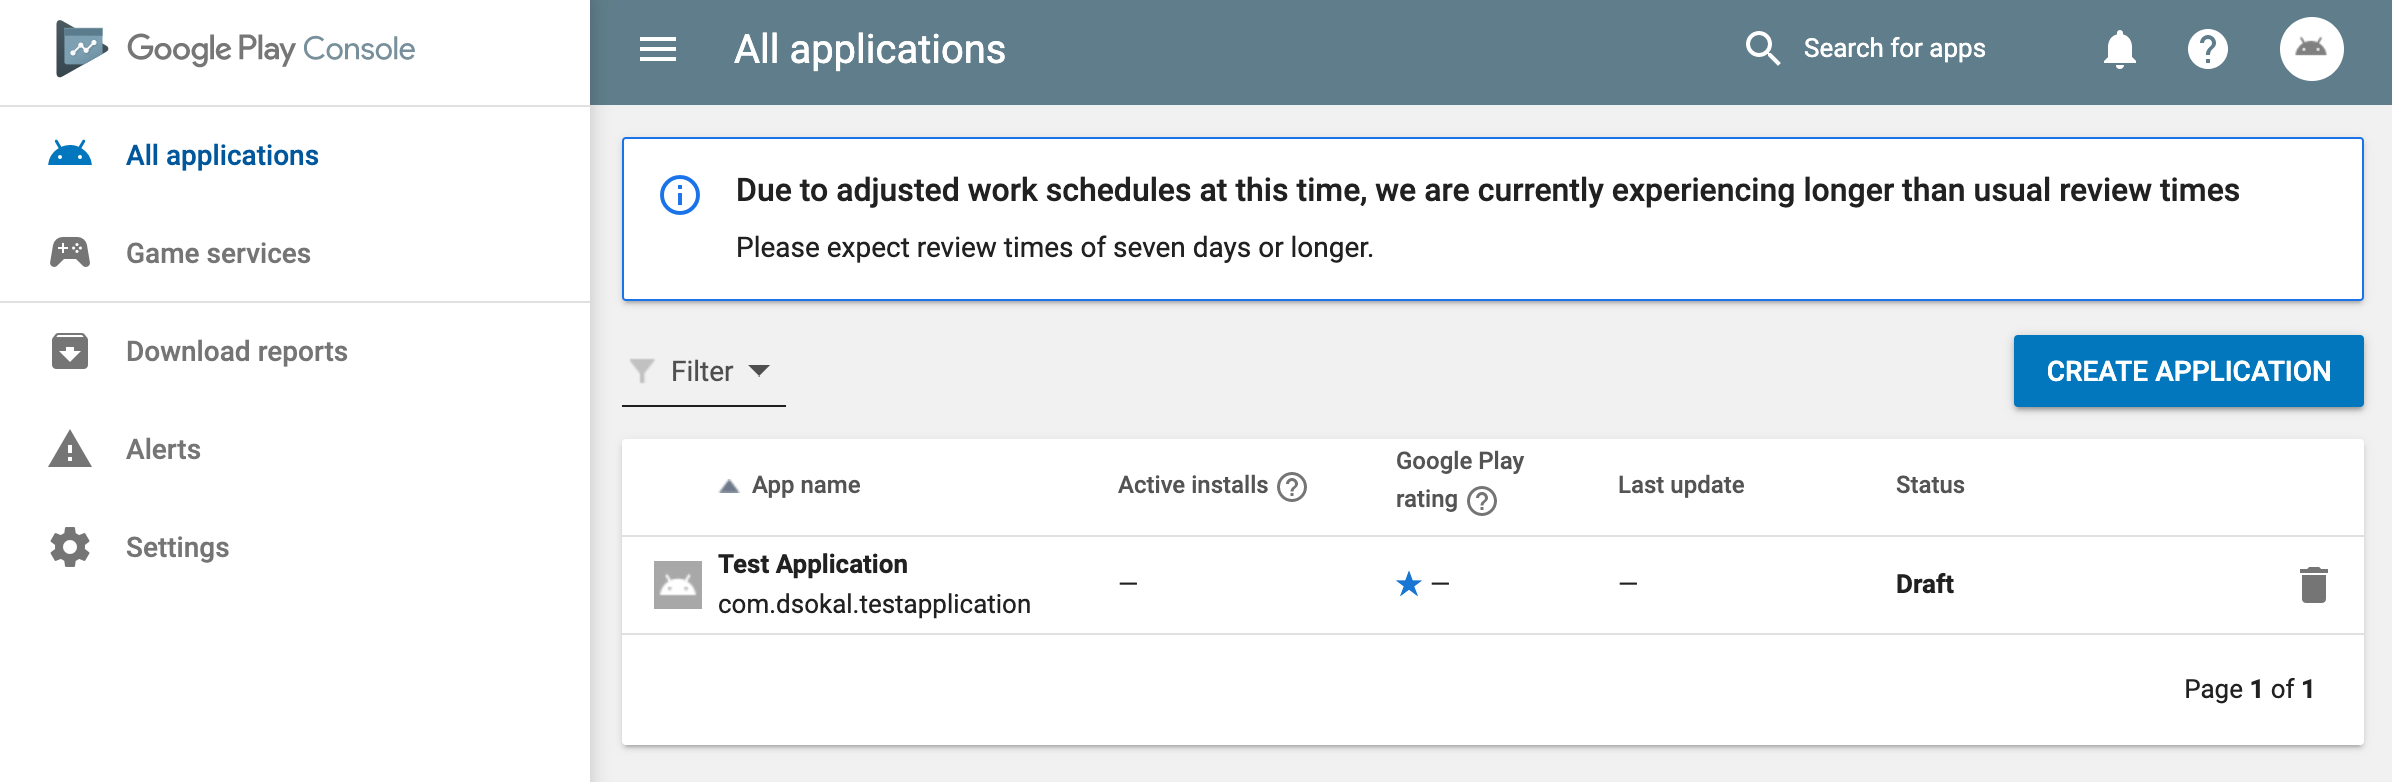 Google Play Console
All applications
Search for apps
All applications
Game services
Download reports
Alerts
Settings
Due to adjusted work schedules at this time, we are currently experiencing longer than usual review times
Please expect review times of seven days or longer.
Filter
CREATE APPLICATION
App name
Active installs
Google Play
rating
Last update
Status
Test Application
com.dsokal.testapplication
–
–
–
Draft
Page 1 of 1